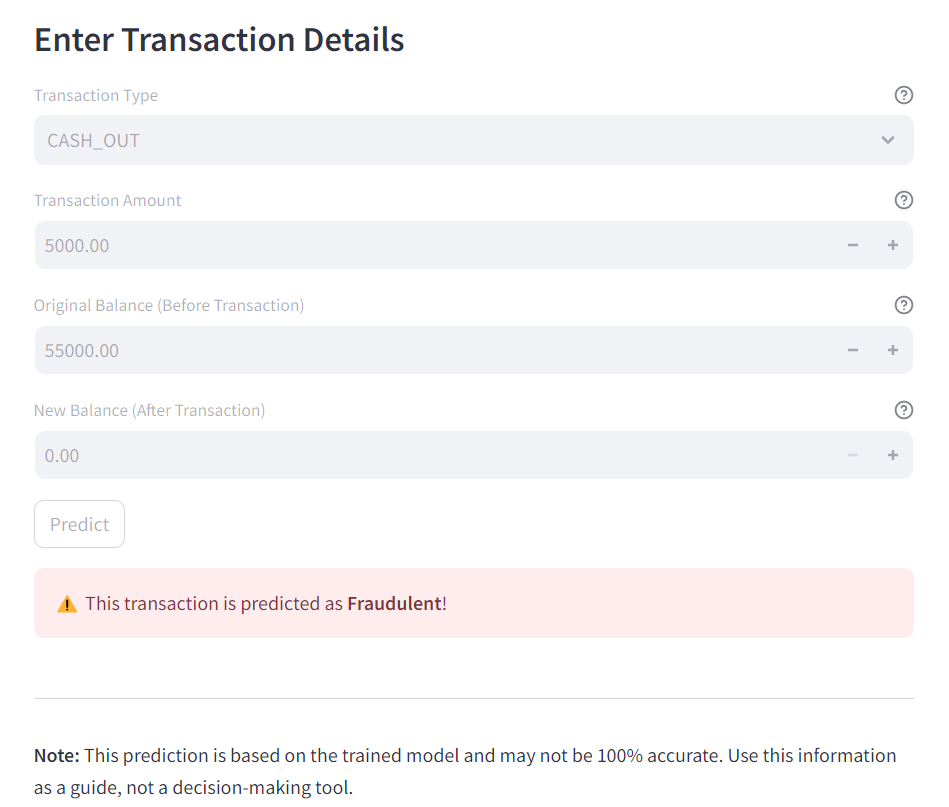 Enter Transaction Details
Transaction Type
CASH_OUT
Transaction Amount
5000.00
Original Balance (Before Transaction)
55000.00
New Balance (After Transaction)
0.00
Predict
This transaction is predicted as Fraudulent!
Note: This prediction is based on the trained model and may not be 100% accurate. Use this information
as a guide, not a decision-making tool.